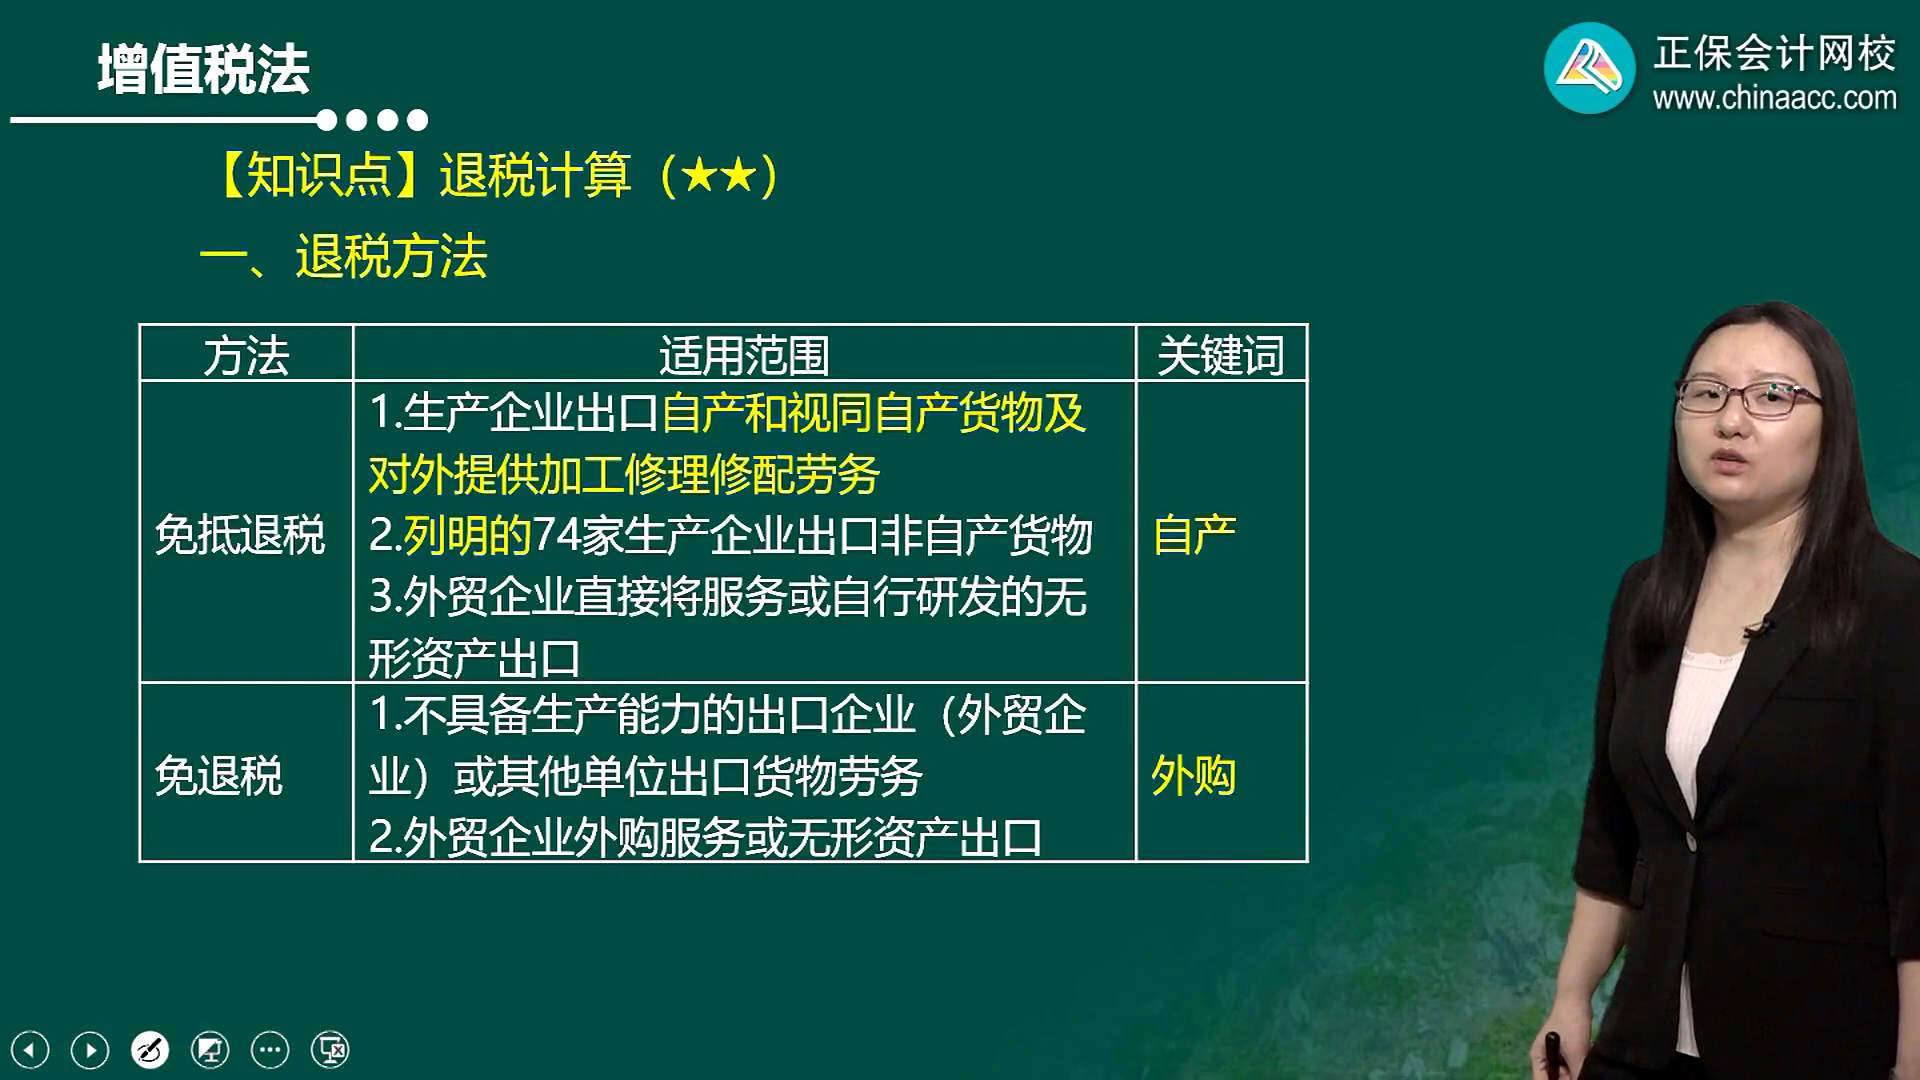 增值税法
正保会计网校
www.chinaacc.com
【知识点】退税计算（★★）
一、退税方法
方法
适用范围
关键词
免抵退税
1.生产企业出口自产和视同自产货物及
对外提供加工修理修配劳务
2.列明的74家生产企业出口非自产货物
3.外贸企业直接将服务或自行研发的无
形资产出口
自产
免退税
1.不具备生产能力的出口企业（外贸企
业）或其他单位出口货物劳务
2.外贸企业外购服务或无形资产出口
外购